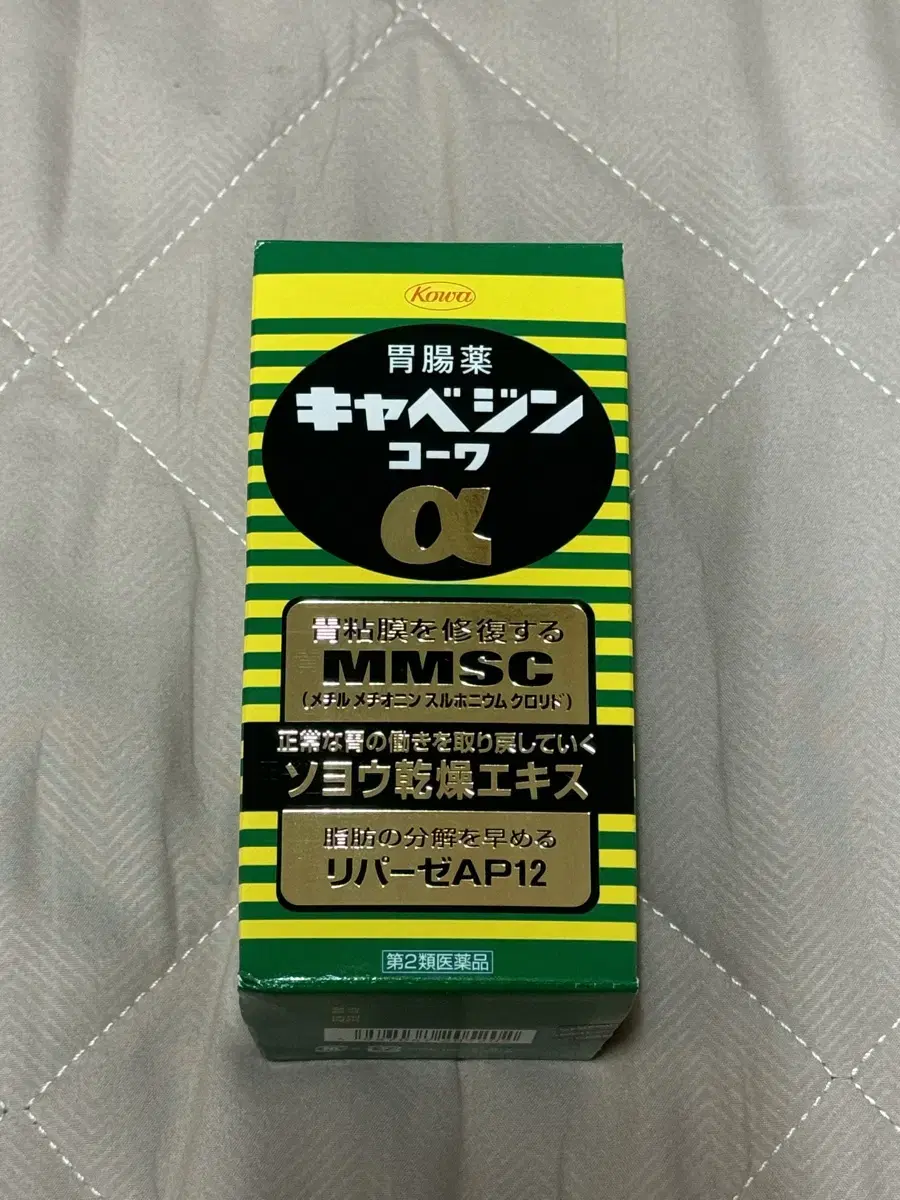 Kowa
胃腸薬
キャベジン
コーワ
α
胃粘膜を修復する
MMSC
(メチル メチオニン スルホニウム クロリド)
正常な胃の働きを取り戻していく
ソヨウ乾燥エキス
脂肪の分解を早める
リパーゼAP12
第2類医薬品